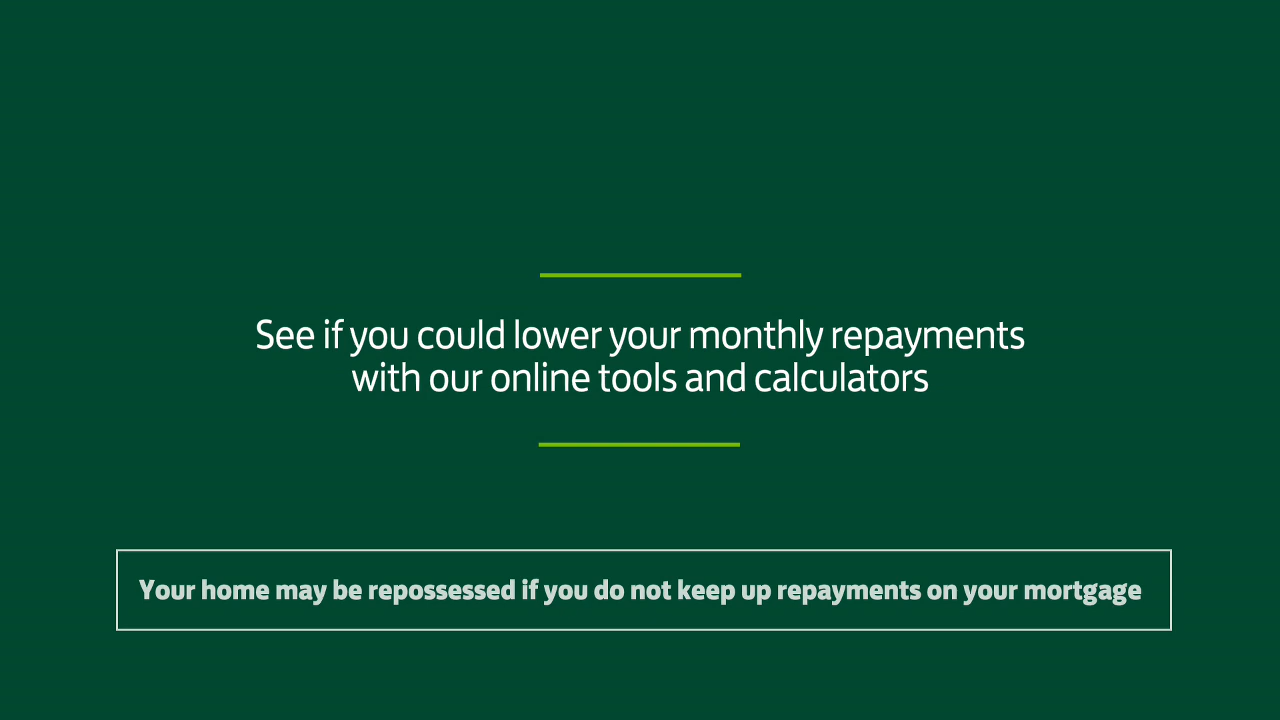 See if you could lower your monthly repayments
with our online tools and calculators
Your home may be repossessed if you do not keep up repayments on your mortgage